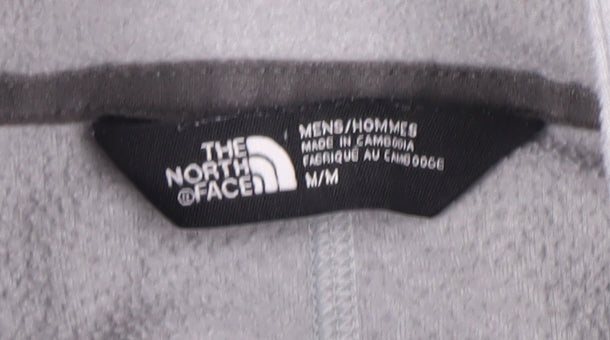 THE
NORTH
FACE
MENS/HOMMES
MADE IN CAMBODIA
FABRIQUÉ AU CAMBODGE
M/M